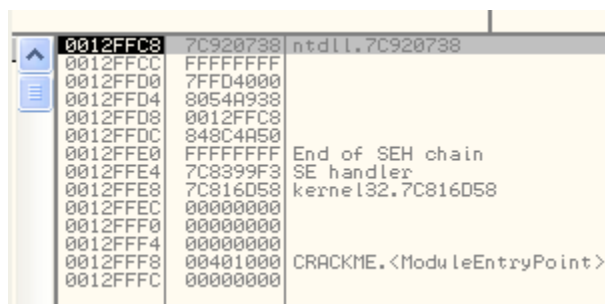 0012FFC8 7C920738 ntdll.7C920738
0012FFCC FFFFFFFF
0012FFD0 7FFD4000
0012FFD4 8054A938
0012FFD8 0012FFC8
0012FFDC 848C4A50
0012FFE0 FFFFFFFF End of SEH chain
0012FFE4 7C8399F3 SE handler
0012FFE8 7C816D58 kernel32.7C816D58
0012FFEC 00000000
0012FFF0 00000000
0012FFF4 00000000
0012FFF8 00401000 CRACKME.<ModuleEntryPoint>
0012FFFC 00000000